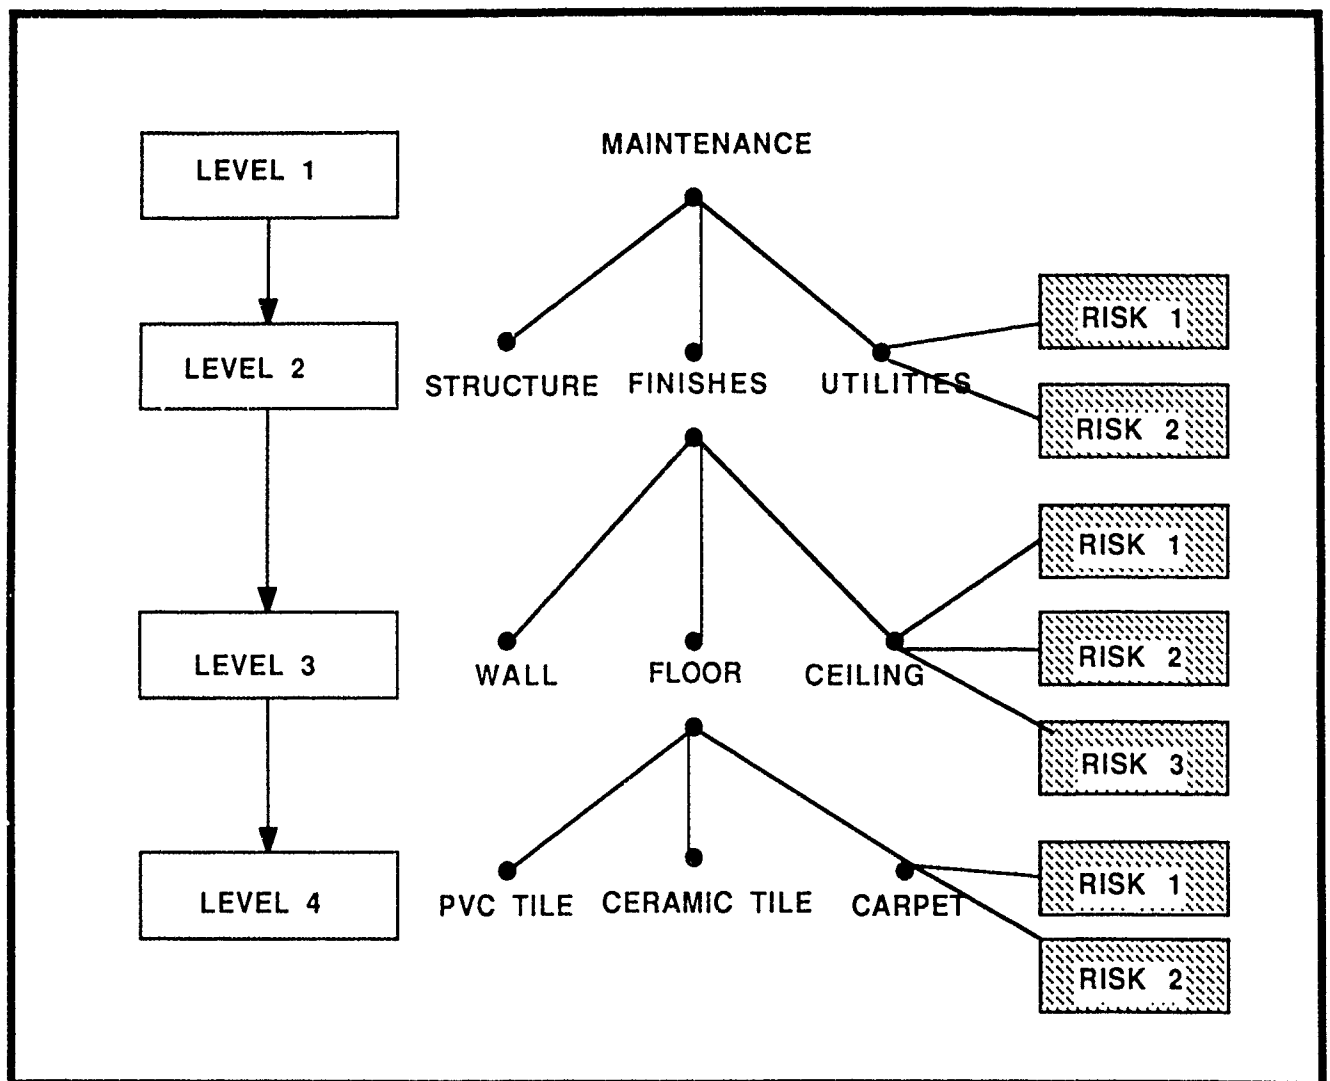 MAINTENANCE
LEVEL 1
RISK 1
LEVEL 2
STRUCTURE FINISHES UTILITIES
RISK 2
RISK 1
LEVEL 3
WALL FLOOR CEILING
RISK 2
RISK 3
LEVEL 4
PVC TILE CERAMIC TILE CARPET
RISK 1
RISK 2